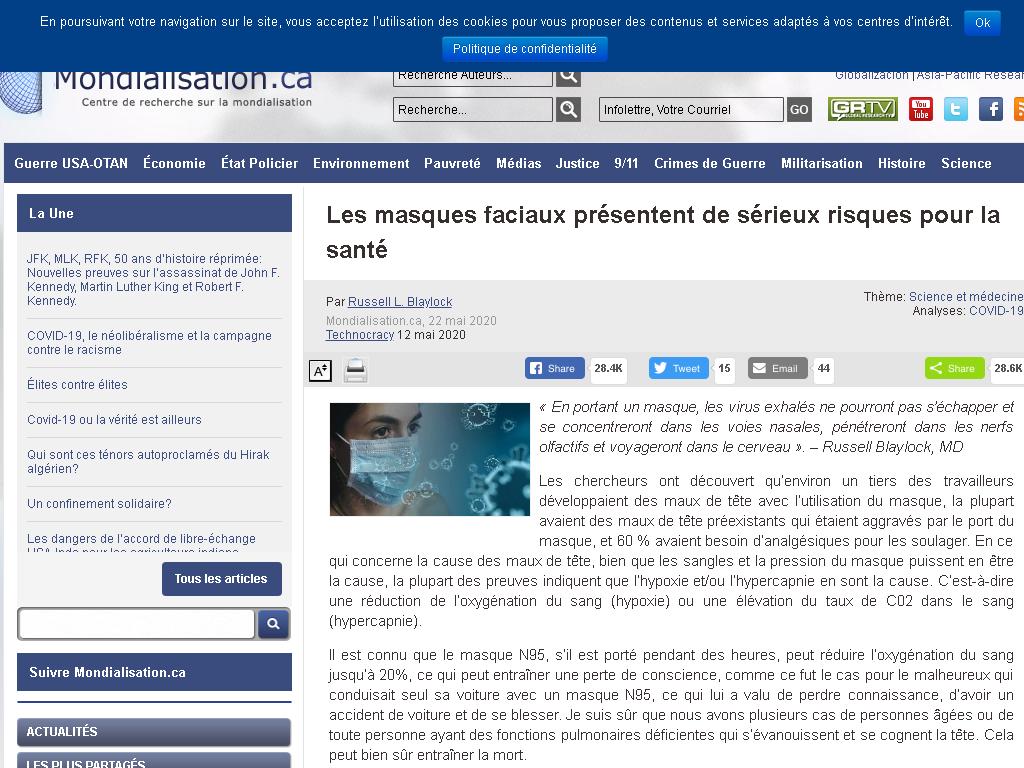 En poursuivant votre navigation sur le site, vous acceptez l'utilisation des cookies pour vous proposer des contenus et services adaptés à vos centres d'intérêt. Ok
Politique de confidentialité
Mondialisation.ca
Centre de recherche sur la mondialisation
Recherche Auteurs...
Globalización | Asia-Pacific Resear
Recherche...
Infolettre, Votre Courriel
GO
GRTV
GLOBAL RESEARCH TV
You Tube
Guerre USA-OTAN Économie État Policier Environnement Pauvreté Médias Justice 9/11 Crimes de Guerre Militarisation Histoire Science
La Une
JFK, MLK, RFK, 50 ans d'histoire réprimée:
Nouvelles preuves sur l'assassinat de John F.
Kennedy, Martin Luther King et Robert F.
Kennedy.
COVID-19, le néolibéralisme et la campagne
contre le racisme
Élites contre élites
Covid-19 ou la vérité est ailleurs
Qui sont ces ténors autoproclamés du Hirak
algérien?
Un confinement solidaire?
Les dangers de l'accord de libre-échange
USA-Inde pour les agriculteurs indiens
Tous les articles
Suivre Mondialisation.ca
ACTUALITÉS
LES PLUS PARTAGÉS
Les masques faciaux présentent de sérieux risques pour la
santé
Par Russell L. Blaylock
Mondialisation.ca, 22 mai 2020
Technocracy 12 mai 2020
Thème: Science et médecine
Analyses: COVID-19
A
Share 28.4K
Tweet 15
Email 44
Share 28.6K
« En portant un masque, les virus exhalés ne pourront pas s'échapper et
se concentreront dans les voies nasales, pénétreront dans les nerfs
olfactifs et voyageront dans le cerveau ». – Russell Blaylock, MD
Les chercheurs ont découvert qu'environ un tiers des travailleurs
développaient des maux de tête avec l'utilisation du masque, la plupart
avaient des maux de tête préexistants qui étaient aggravés par le port du
masque, et 60 % avaient besoin d'analgésiques pour les soulager. En ce
qui concerne la cause des maux de tête, bien que les sangles et la pression du masque puissent en être
la cause, la plupart des preuves indiquent que l'hypoxie et/ou l'hypercapnie en sont la cause. C'est-à-dire
une réduction de l'oxygénation du sang (hypoxie) ou une élévation du taux de C02 dans le sang
(hypercapnie).
Il est connu que le masque N95, s'il est porté pendant des heures, peut réduire l'oxygénation du sang
jusqu'à 20%, ce qui peut entraîner une perte de conscience, comme ce fut le cas pour le malheureux qui
conduisait seul sa voiture avec un masque N95, ce qui lui a valu de perdre connaissance, d'avoir un
accident de voiture et de se blesser. Je suis sûr que nous avons plusieurs cas de personnes âgées ou de
toute personne ayant des fonctions pulmonaires déficientes qui s'évanouissent et se cognent la tête. Cela
peut bien sûr entraîner la mort.